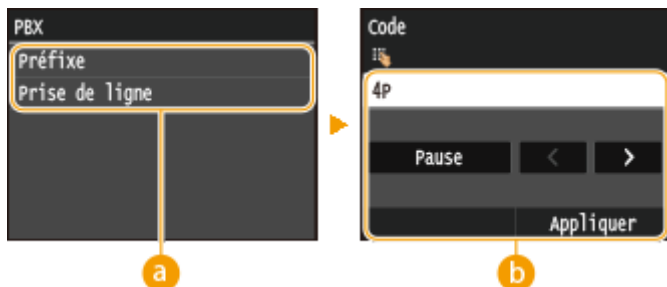 PBX
Préfixe
Prise de ligne
a
Code
4P
Pause < >
Appliquer
b